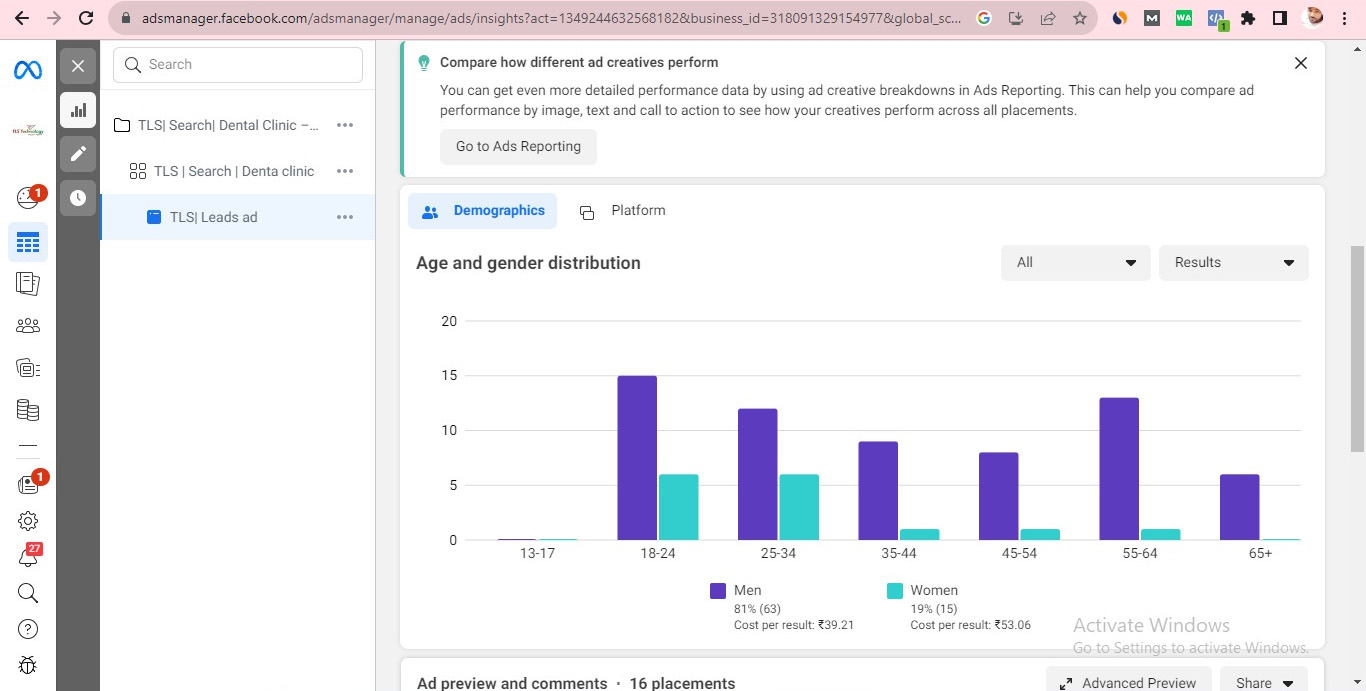 adsmanager.facebook.com/adsmanager/manage/ads/insights?act=1349244632568182&business_id=318091329154977&global_sc...
M
WA
1
Search
Compare how different ad creatives perform
You can get even more detailed performance data by using ad creative breakdowns in Ads Reporting. This can help you compare ad
performance by image, text and call to action to see how your creatives perform across all placements.
Go to Ads Reporting
TLS Technology
TLS| Search| Dental Clinic –...
TLS | Search | Denta clinic
TLS| Leads ad
1
1
27
Demographics
Platform
Age and gender distribution
All
Results
20
15
10
5
0
13-17
18-24
25-34
35-44
45-54
55-64
65+
Men
81% (63)
Cost per result: ₹39.21
Women
19% (15)
Cost per result: ₹53.06
Activate Windows
Go to Settings to activate Windows.
Ad preview and comments · 16 placements
Advanced Preview
Share